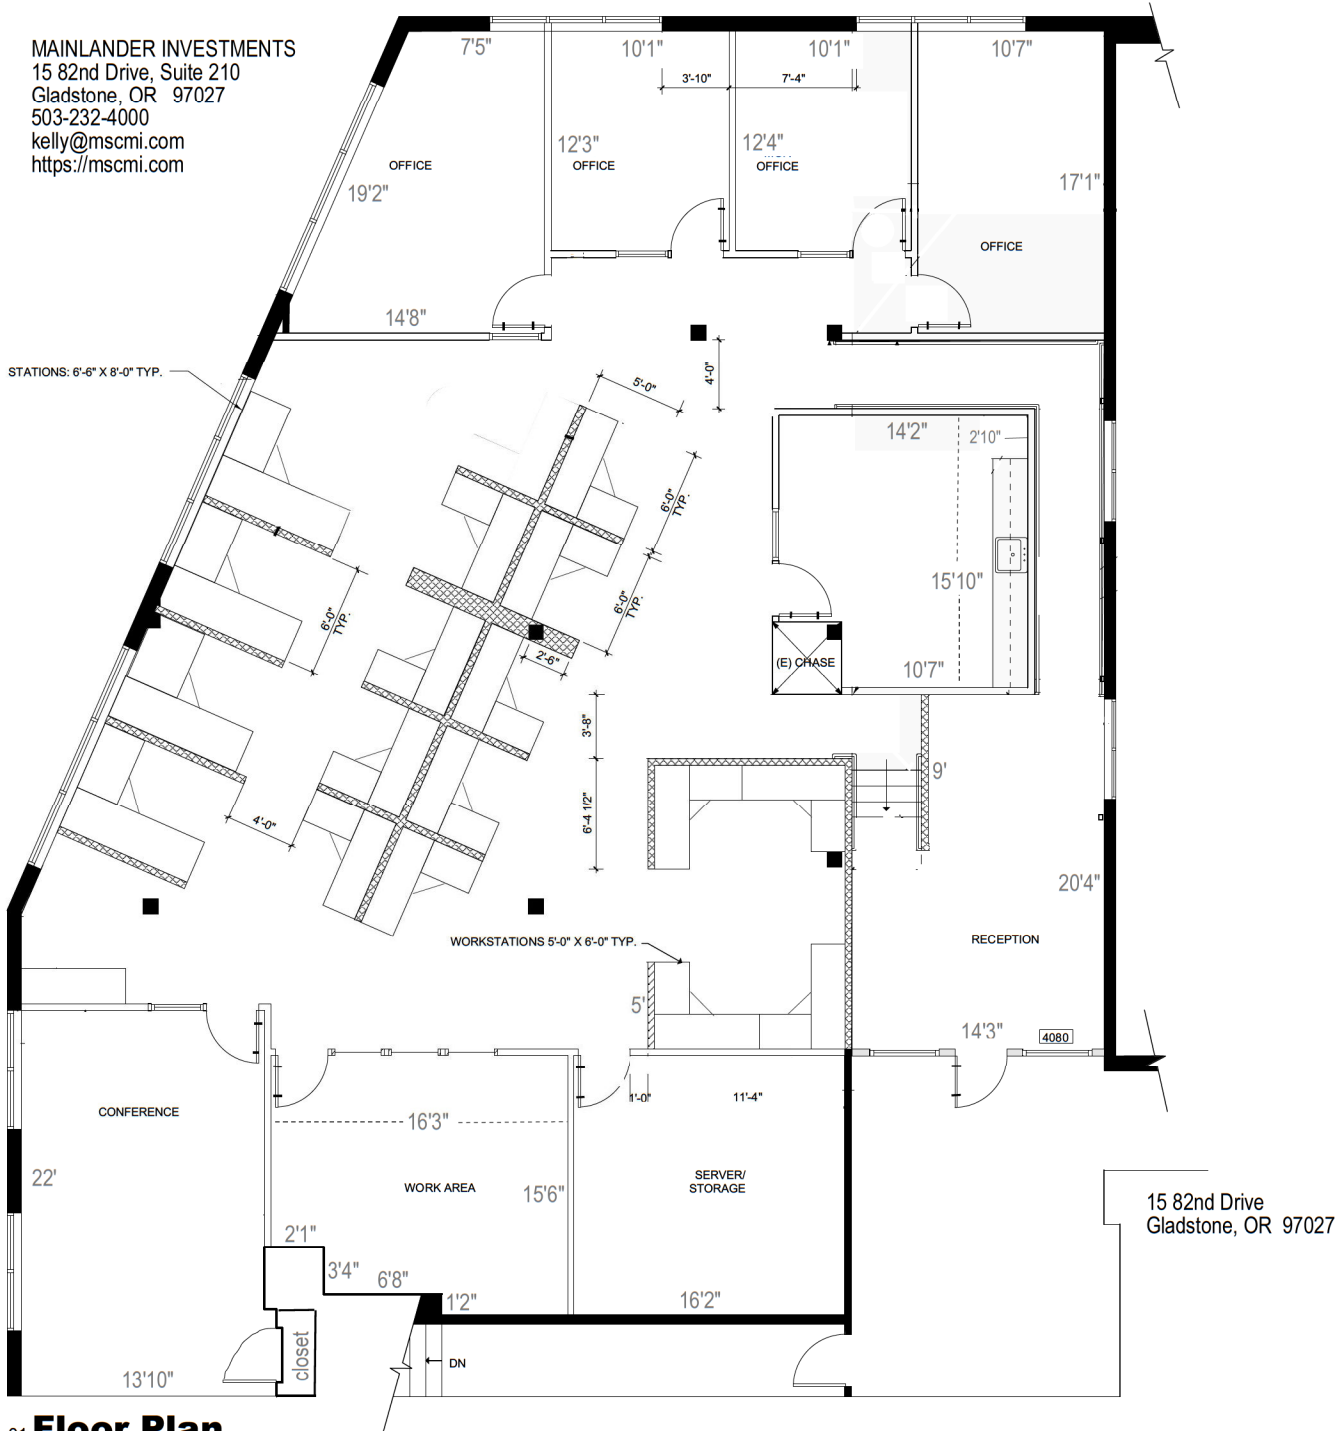 MAINLANDER INVESTMENTS
15 82nd Drive, Suite 210
Gladstone, OR 97027
503-232-4000
kelly@mscmi.com
https://mscmi.com
7'5"
10'1"
10'1"
10'7"
3'-10"
7'-4"
12'3"
12'4"
OFFICE
OFFICE
OFFICE
17'1"
19'2"
OFFICE
14'8"
STATIONS: 6'-6" X 8'-0" TYP.
5'-0"
4'-0"
14'2"
2'10"
6'-0"
TYP.
15'10"
6'-0"
TYP.
6'-0"
TYP.
2'-6"
(E) CHASE
10'7"
3'-8"
9'
6'-4 1/2"
4'-0"
20'4"
WORKSTATIONS 5'-0" X 6'-0" TYP.
RECEPTION
5'
14'3"
4080
1'-0"
11'-4"
CONFERENCE
16'3"
22'
WORK AREA
15'6"
SERVER/
STORAGE
15 82nd Drive
Gladstone, OR 97027
2'1"
3'4"
6'8"
1'2"
16'2"
closet
DN
13'10"
Floor Plan